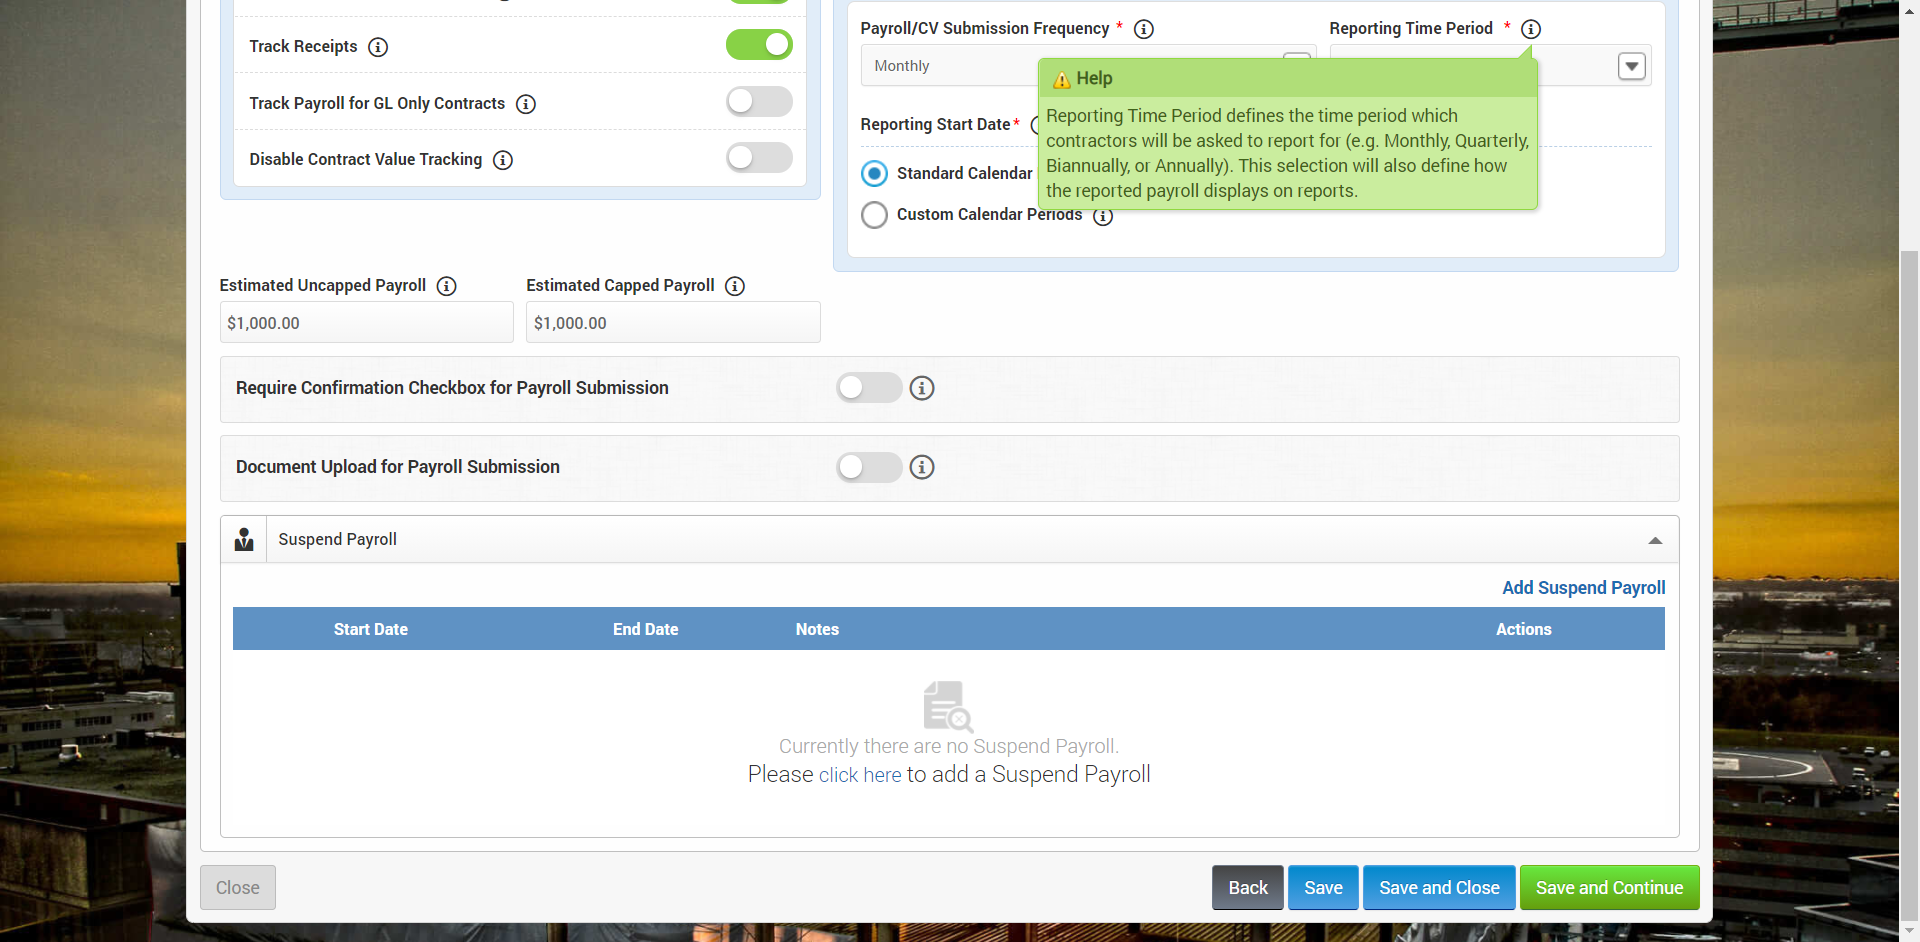 Track Receipts
Track Payroll for GL Only Contracts
Disable Contract Value Tracking
Payroll/CV Submission Frequency *
Reporting Time Period *
Monthly
Help
Reporting Time Period defines the time period which
contractors will be asked to report for (e.g. Monthly, Quarterly,
Biannually, or Annually). This selection will also define how
the reported payroll displays on reports.
Reporting Start Date *
Standard Calendar
Custom Calendar Periods
Estimated Uncapped Payroll
Estimated Capped Payroll
$1,000.00
$1,000.00
Require Confirmation Checkbox for Payroll Submission
Document Upload for Payroll Submission
Suspend Payroll
Add Suspend Payroll
Start Date End Date Notes Actions
Currently there are no Suspend Payroll.
Please click here to add a Suspend Payroll
Close
Back
Save
Save and Close
Save and Continue